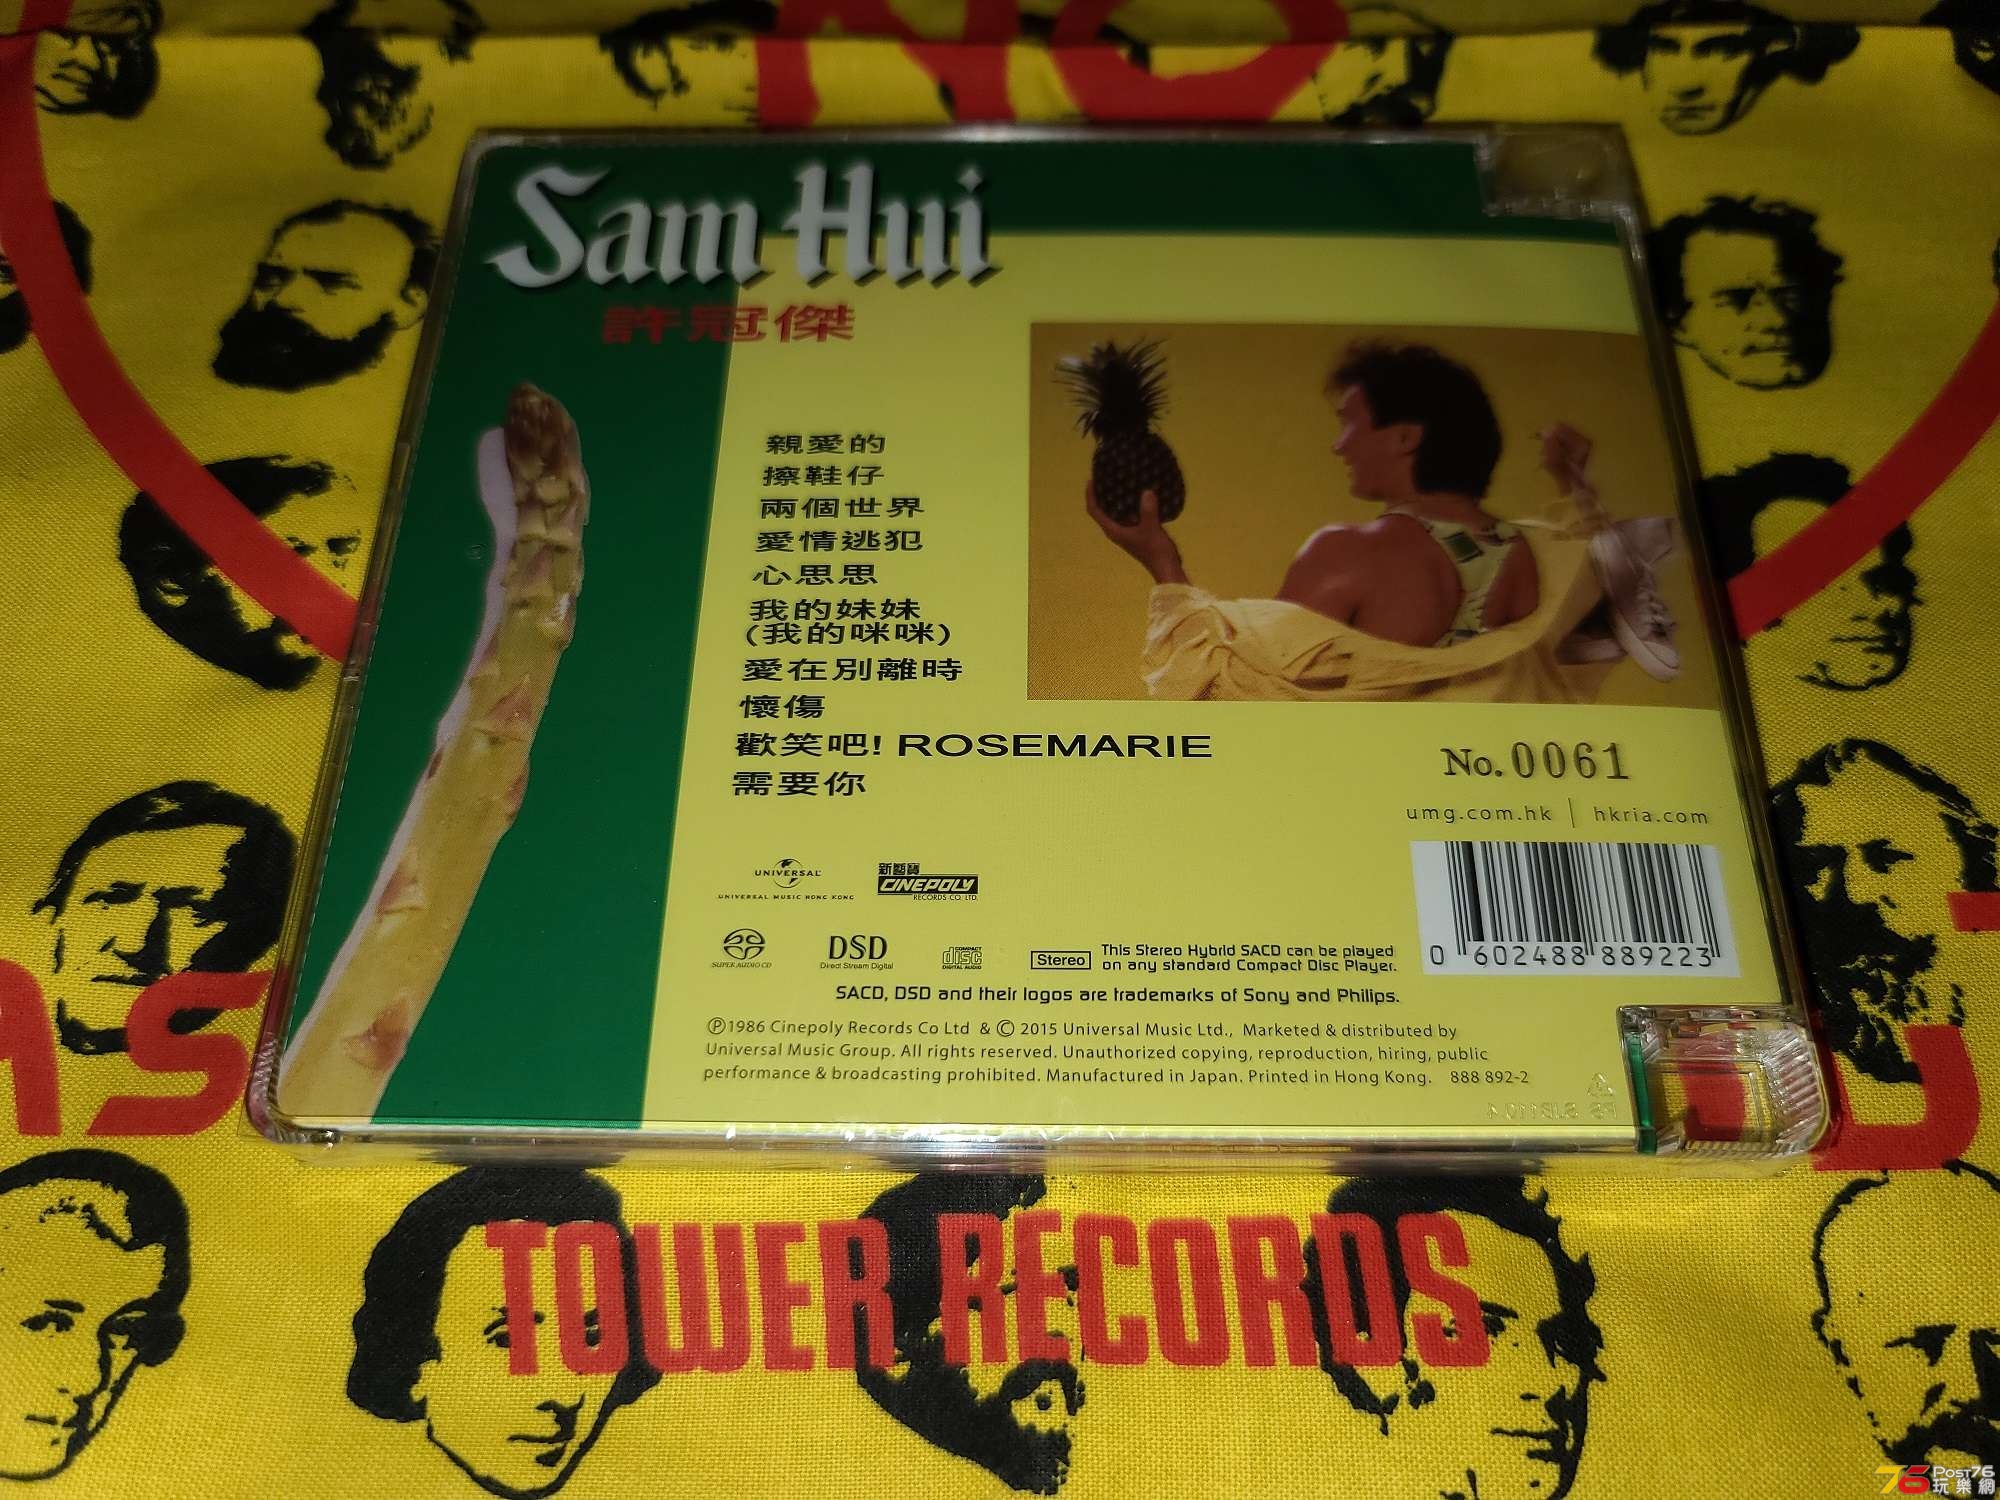 NO
Sam Hui
許冠傑
親愛的
擦鞋仔
兩個世界
愛情逃犯
心思思
我的妹妹
(我的咪咪)
愛在別離時
懷傷
歡笑吧! ROSEMARIE
需要你
No.0061
umg.com.hk | hkria.com
UNIVERSAL
UNIVERSAL MUSIC HONG KONG
新藝寶
CINEPOLY
RECORDS CO. LTD.
SUPER AUDIO CD
DSD
Direct Stream Digital
COMPACT
disc
DIGITAL AUDIO
Stereo
This Stereo Hybrid SACD can be played
on any standard Compact Disc Player.
0 602488 889223
SACD, DSD and their logos are trademarks of Sony and Philips.
℗1986 Cinepoly Records Co Ltd & © 2015 Universal Music Ltd., Marketed & distributed by
Universal Music Group. All rights reserved. Unauthorized copying, reproduction, hiring, public
performance & broadcasting prohibited. Manufactured in Japan. Printed in Hong Kong. 888 892-2
TOWER RECORDS
76 Post76
玩樂網